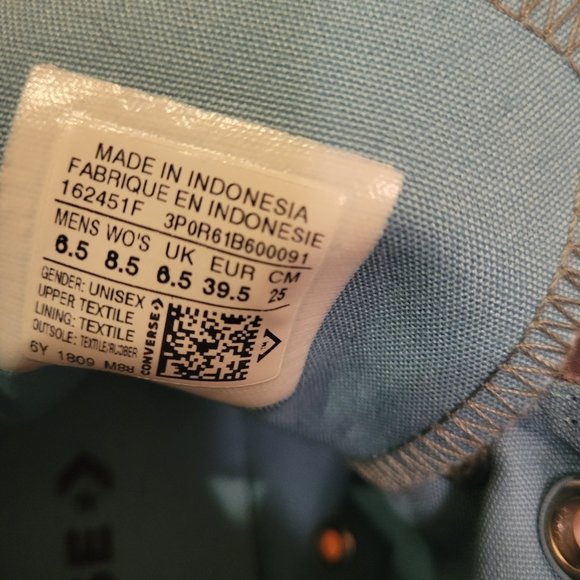 MADE IN INDONESIA
FABRIQUE EN INDONESIE
162451F 3P0R61B600091
MENS WO'S UK EUR CM
6.5 8.5 6.5 39.5 25
GENDER: UNISEX
UPPER TEXTILE
LINING: TEXTILE
OUTSOLE: TEXTILE/RUBBER
6Y 1809 M88
CONVERSE